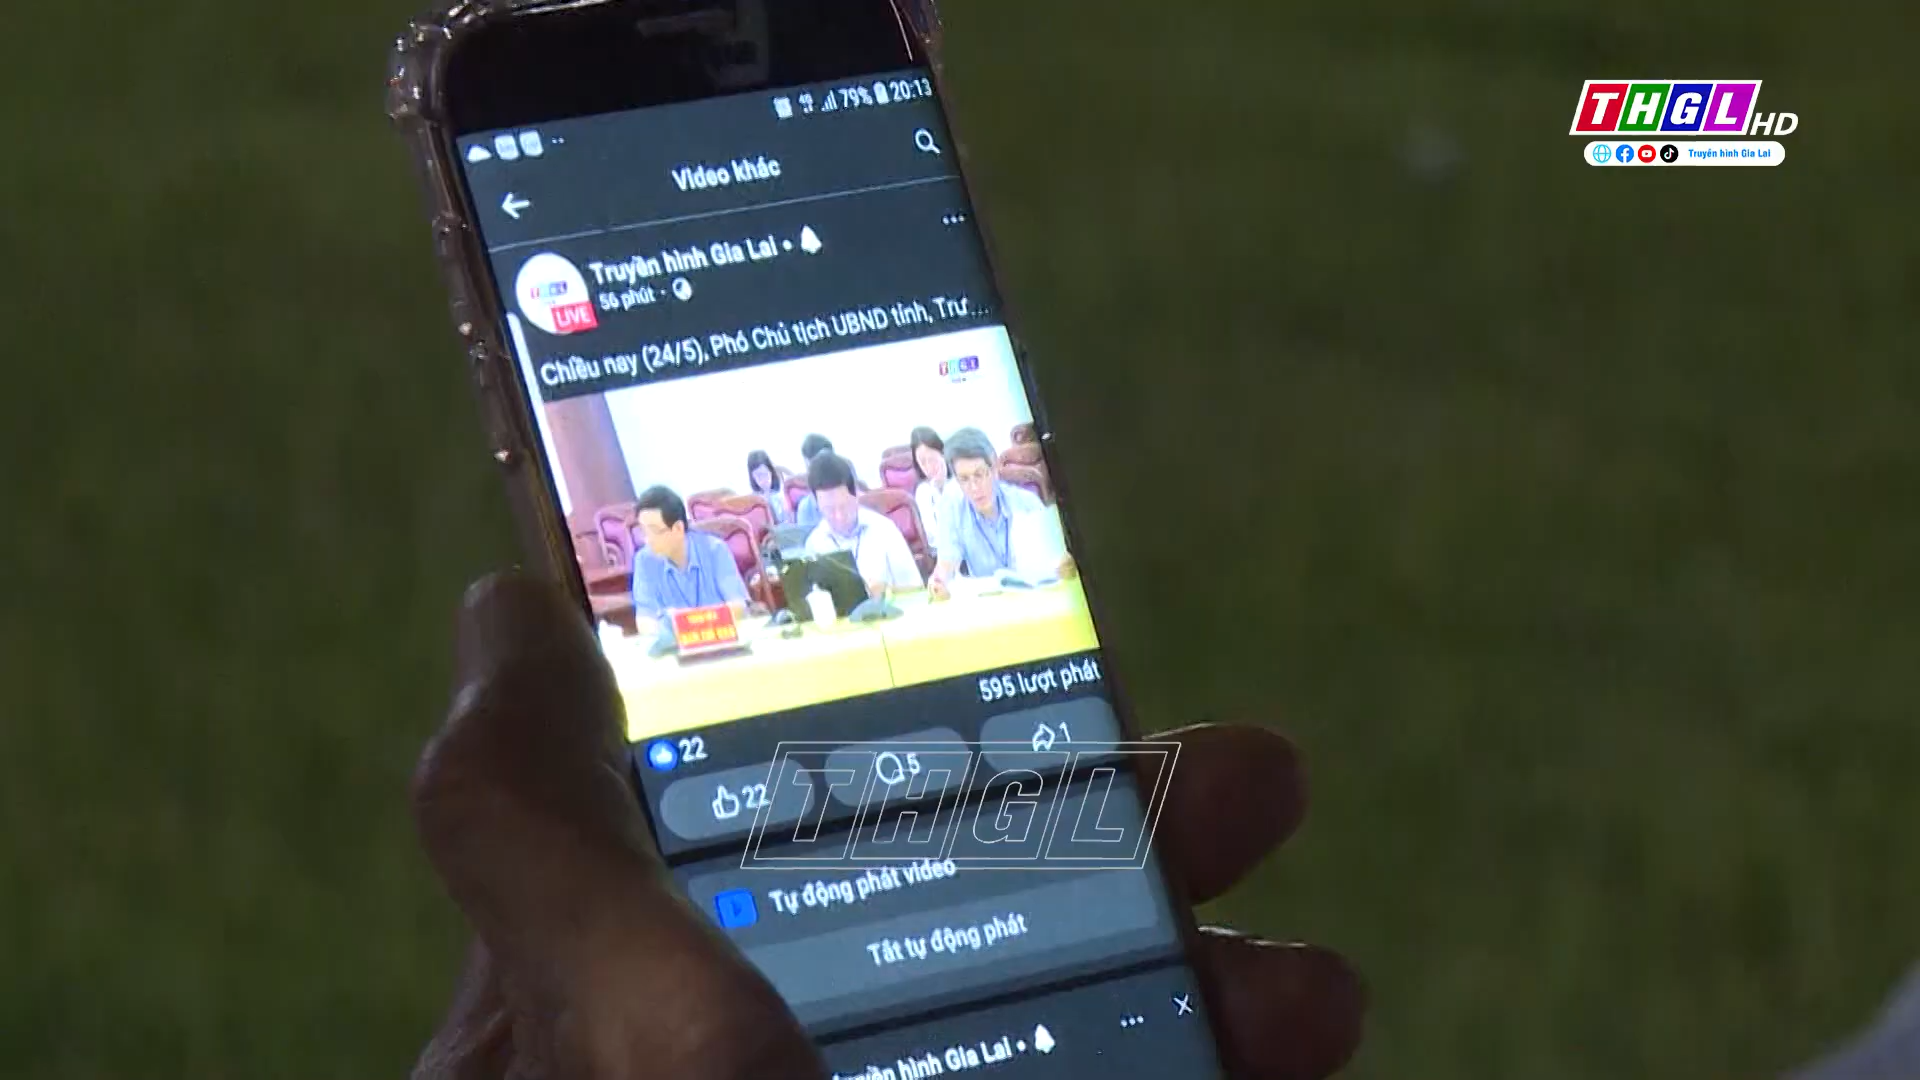 THGL HD
Truyền hình Gia Lai
79% 20:13
Video khác
Truyền hình Gia Lai
THGL
LIVE
56 phút
Chiều nay (24/5), Phó Chủ tịch UBND tỉnh, Trư...
THGL
595 lượt phát
22
22
5
1
THGL
Tự động phát video
Tắt tự động phát
hình Gia Lai